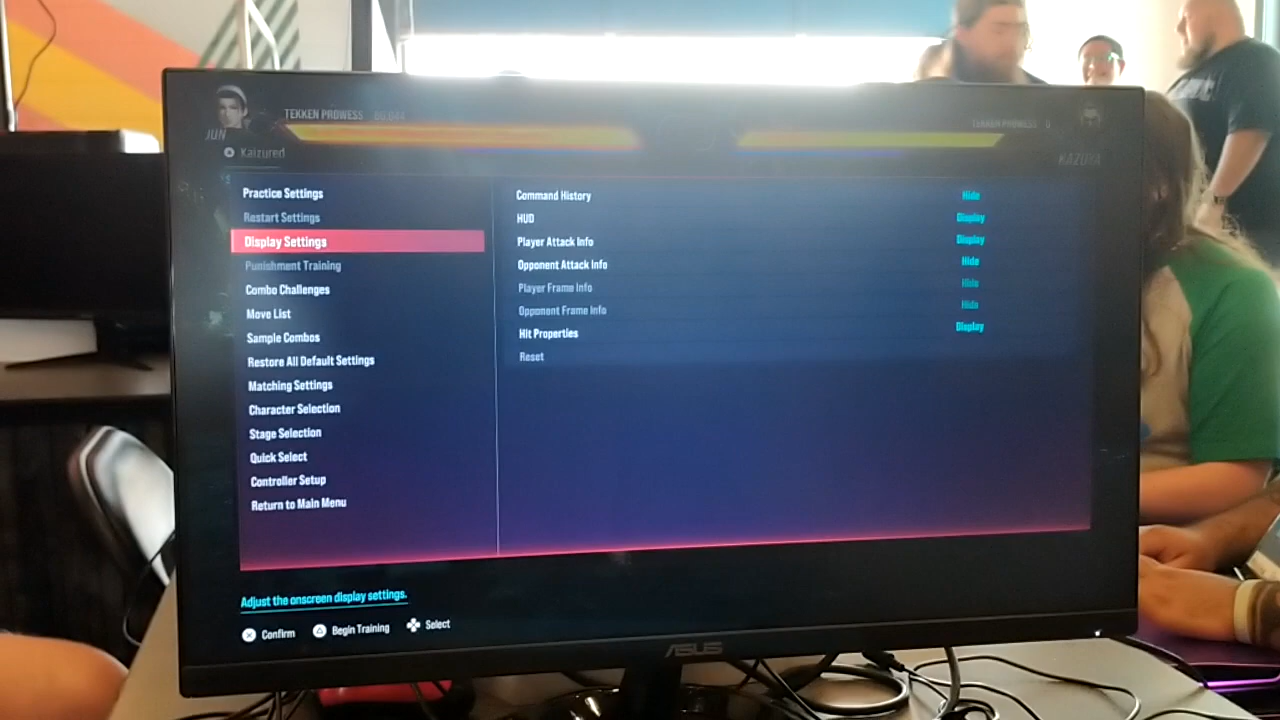 TEKKEN PROWESS
TEKKEN PROWESS 0
JUN
Kaizured
KAZUYA
Practice Settings
Restart Settings
Display Settings
Punishment Training
Combo Challenges
Move List
Sample Combos
Restore All Default Settings
Matching Settings
Character Selection
Stage Selection
Quick Select
Controller Setup
Return to Main Menu
Command History Hide
HUD Display
Player Attack Info Display
Opponent Attack Info Hide
Player Frame Info Hide
Opponent Frame Info Hide
Hit Properties Display
Reset
Adjust the onscreen display settings.
Confirm Begin Training Select
ASUS